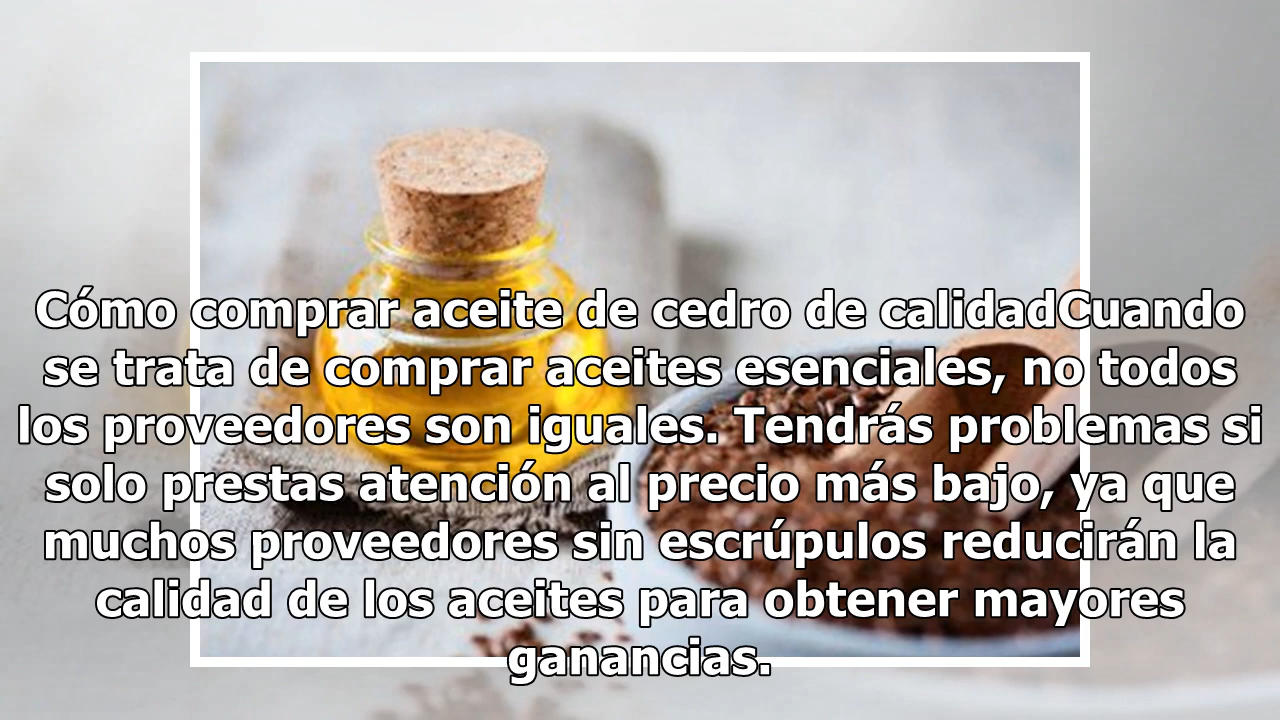 Cómo comprar aceite de cedro de calidadCuando
se trata de comprar aceites esenciales, no todos
los proveedores son iguales. Tendrás problemas si
solo prestas atención al precio más bajo, ya que
muchos proveedores sin escrúpulos reducirán la
calidad de los aceites para obtener mayores
ganancias.